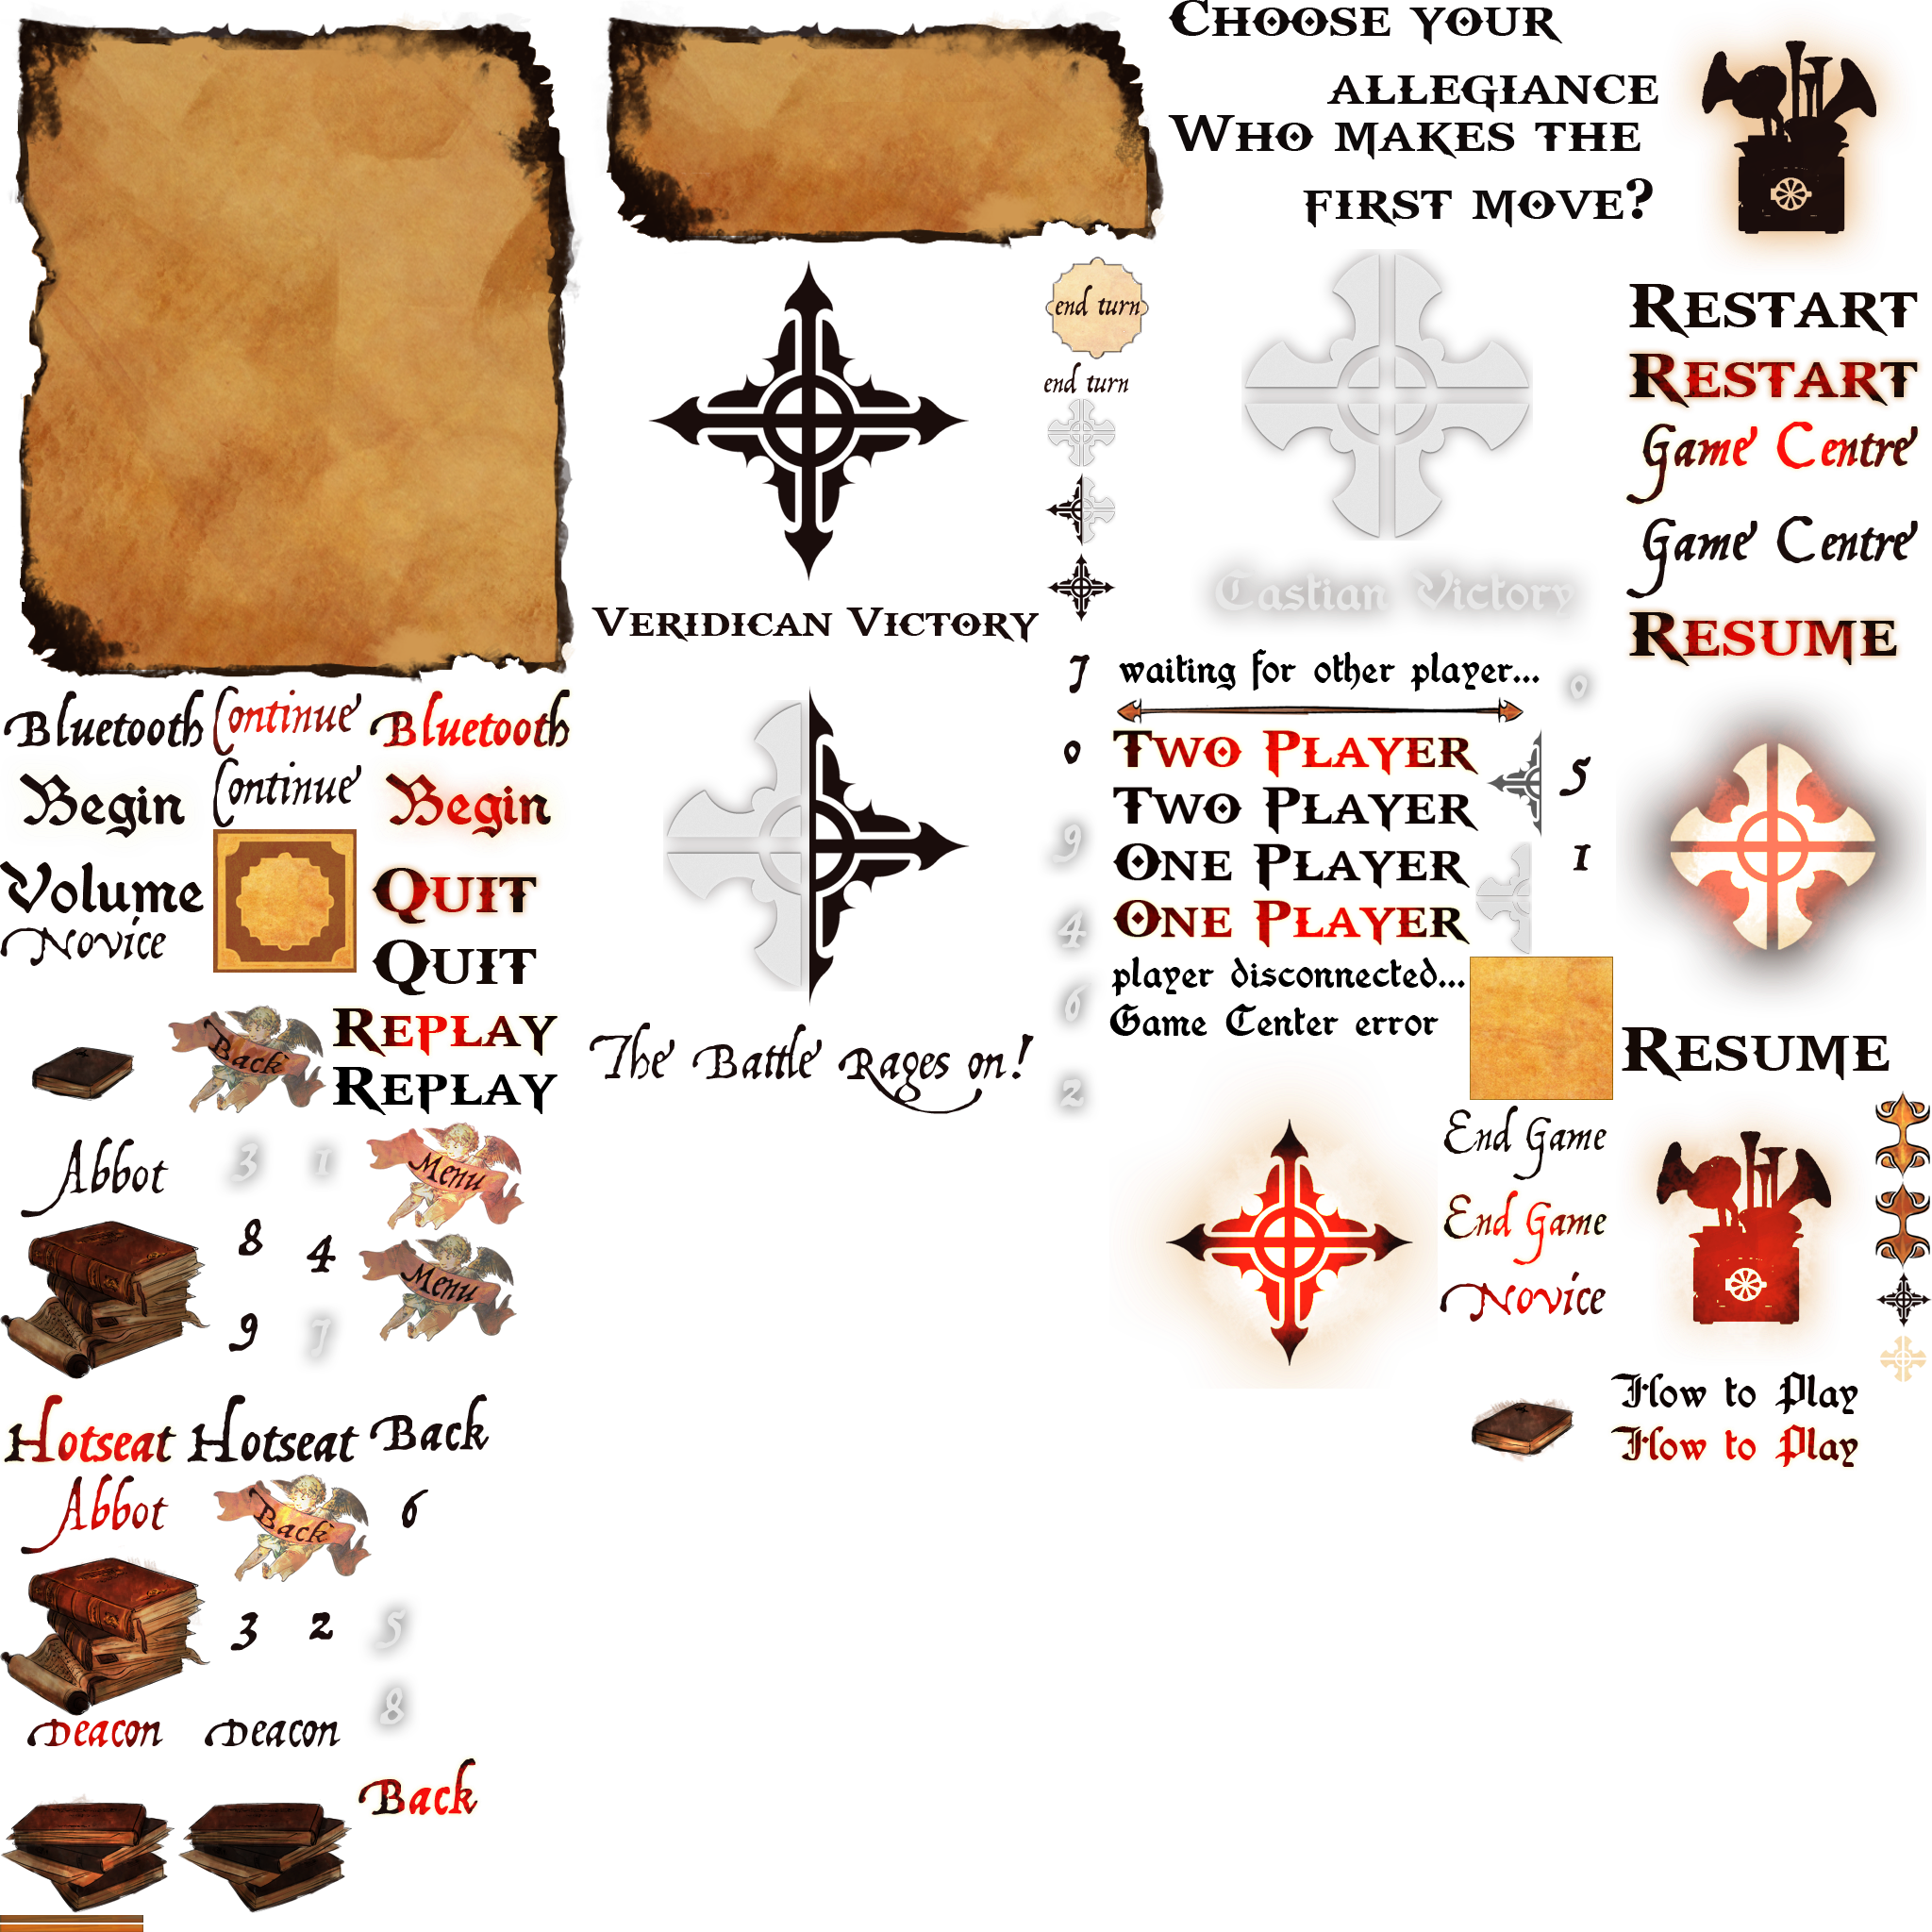 Choose your
allegiance
Who makes the
first move?
end turn
end turn
Restart
Restart
Game Centre
Game Centre
Veridican Victory
Castian Victory
Resume
7
waiting for other player...
0
Bluetooth
Continue
Bluetooth
0
Two Player
5
Begin
Continue
Begin
Two Player
9
One Player
1
Volume
Quit
4
One Player
Novice
Quit
player disconnected...
6
Game Center error
Back
Replay
The Battle Rages on!
Resume
Replay
2
Abbot
3
1
Menu
End Game
8
4
Menu
End Game
9
7
Novice
How to Play
Hotseat
Hotseat
Back
How to Play
Abbot
Back
6
3
2
5
8
Deacon
Deacon
Back